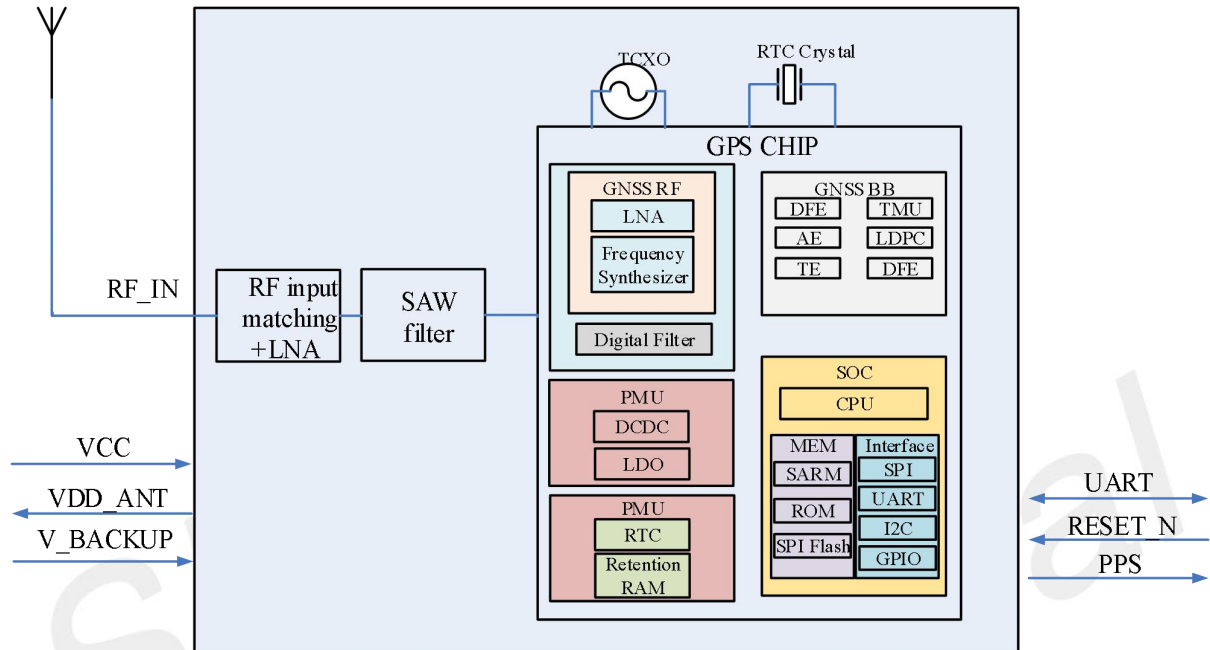 TCXO
RTC Crystal
GPS CHIP
GNSS RF
LNA
Frequency
Synthesizer
Digital Filter
GNSS BB
DFE
TMU
AE
LDPC
TE
DFE
RF_IN
RF input
matching
+LNA
SAW
filter
PMU
DCDC
LDO
PMU
RTC
Retention
RAM
SOC
CPU
MEM
SARM
ROM
SPI Flash
Interface
SPI
UART
I2C
GPIO
VCC
VDD_ANT
V_BACKUP
UART
RESET_N
PPS